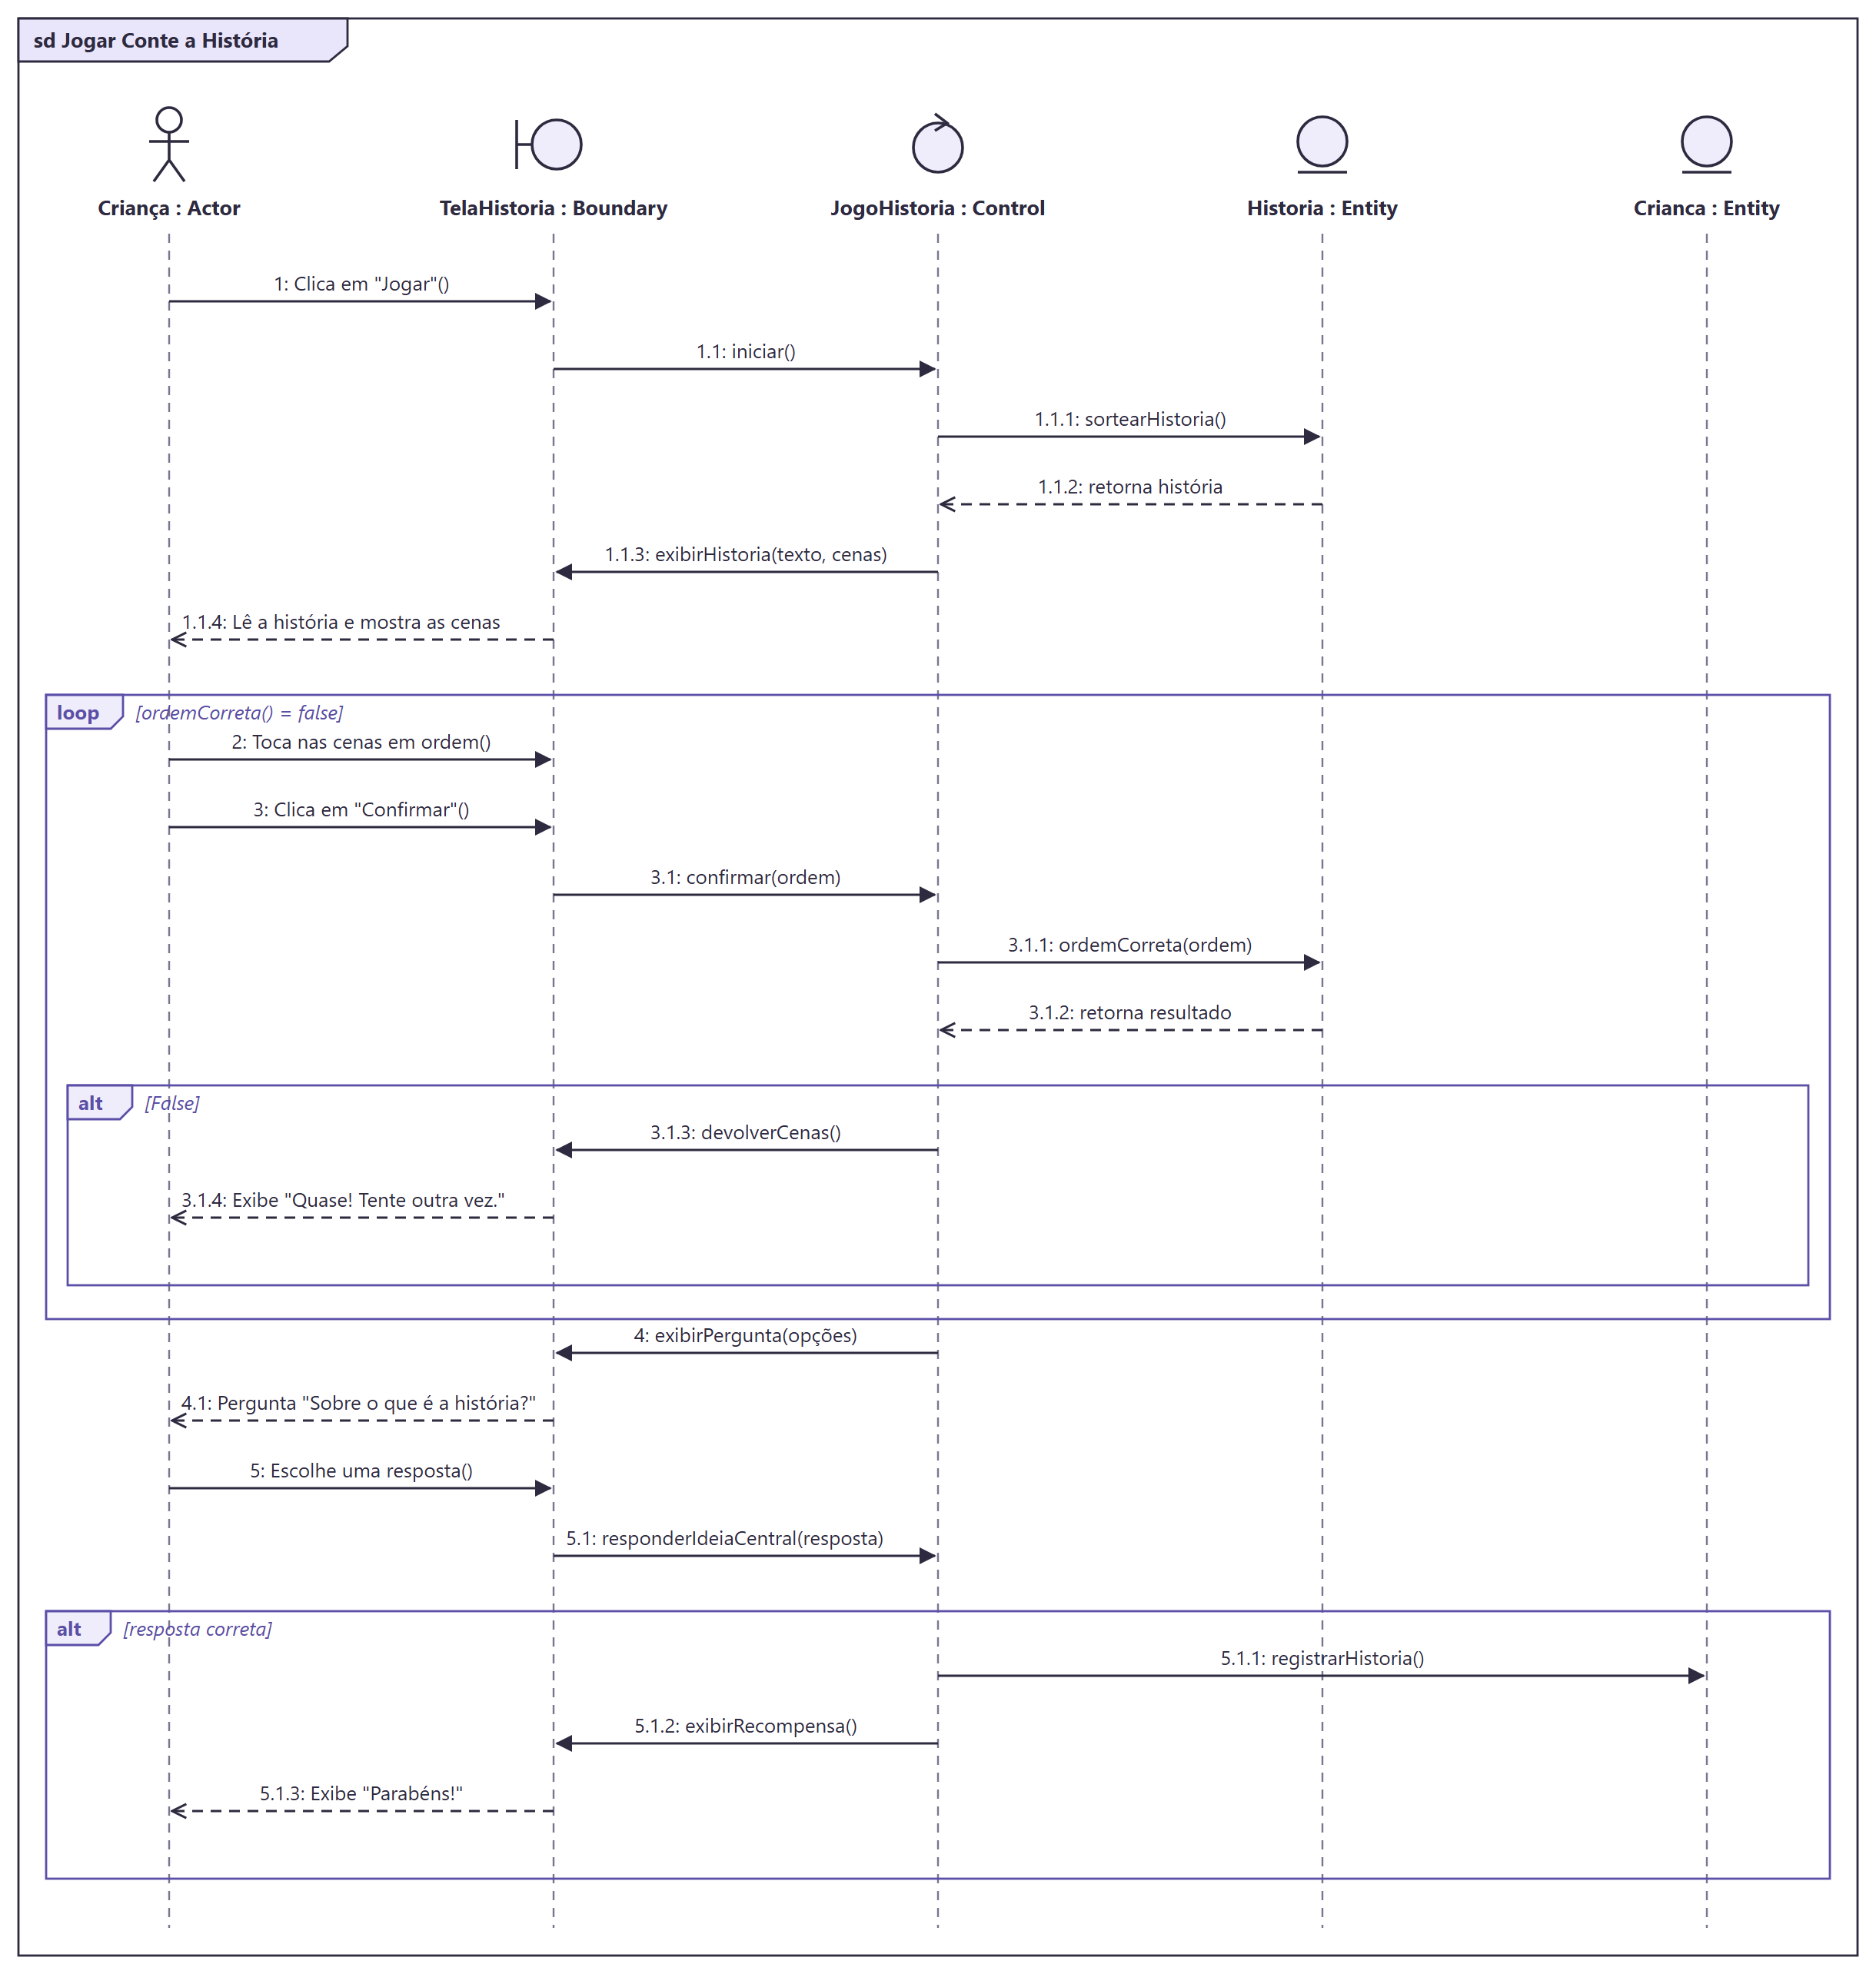 sd Jogar Conte a História
Criança : Actor
TelaHistoria : Boundary
JogoHistoria : Control
Historia : Entity
Crianca : Entity
1: Clica em "Jogar"()
1.1: iniciar()
1.1.1: sortearHistoria()
1.1.2: retorna história
1.1.3: exibirHistoria(texto, cenas)
1.1.4: Lê a história e mostra as cenas
loop [ordemCorreta() = false]
2: Toca nas cenas em ordem()
3: Clica em "Confirmar"()
3.1: confirmar(ordem)
3.1.1: ordemCorreta(ordem)
3.1.2: retorna resultado
alt [False]
3.1.3: devolverCenas()
3.1.4: Exibe "Quase! Tente outra vez."
4: exibirPergunta(opções)
4.1: Pergunta "Sobre o que é a história?"
5: Escolhe uma resposta()
5.1: responderIdeiaCentral(resposta)
alt [resposta correta]
5.1.1: registrarHistoria()
5.1.2: exibirRecompensa()
5.1.3: Exibe "Parabéns!"